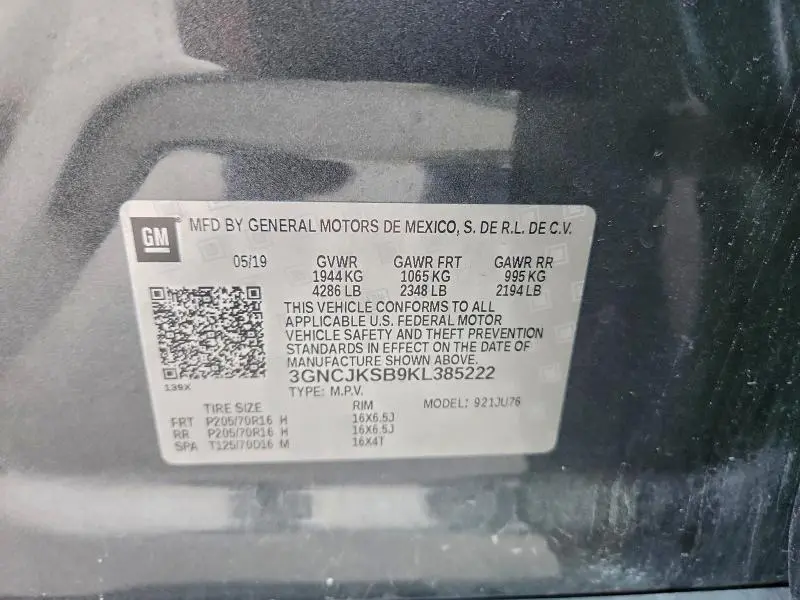 GM
MFD BY GENERAL MOTORS DE MEXICO, S. DE R.L. DE C.V.
05/19 GVWR GAWR FRT GAWR RR
1944 KG 1065 KG 995 KG
4286 LB 2348 LB 2194 LB
THIS VEHICLE CONFORMS TO ALL
APPLICABLE U.S. FEDERAL MOTOR
VEHICLE SAFETY AND THEFT PREVENTION
STANDARDS IN EFFECT ON THE DATE OF
MANUFACTURE SHOWN ABOVE.
3GNCJKSB9KL385222
139X
TYPE: M.P.V.
TIRE SIZE RIM MODEL: 921JU76
FRT P205/70R16 H 16X6.5J
RR P205/70R16 H 16X6.5J
SPA T125/70D16 M 16X4T